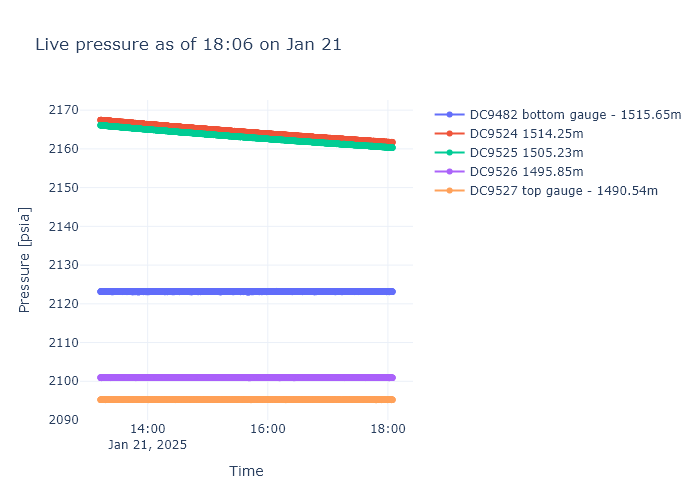 Live pressure as of 18:06 on Jan 21
Pressure [psia]
2170
2160
2150
2140
2130
2120
2110
2100
2090
14:00
Jan 21, 2025
16:00
18:00
Time
DC9482 bottom gauge - 1515.65m
DC9524 1514.25m
DC9525 1505.23m
DC9526 1495.85m
DC9527 top gauge - 1490.54m